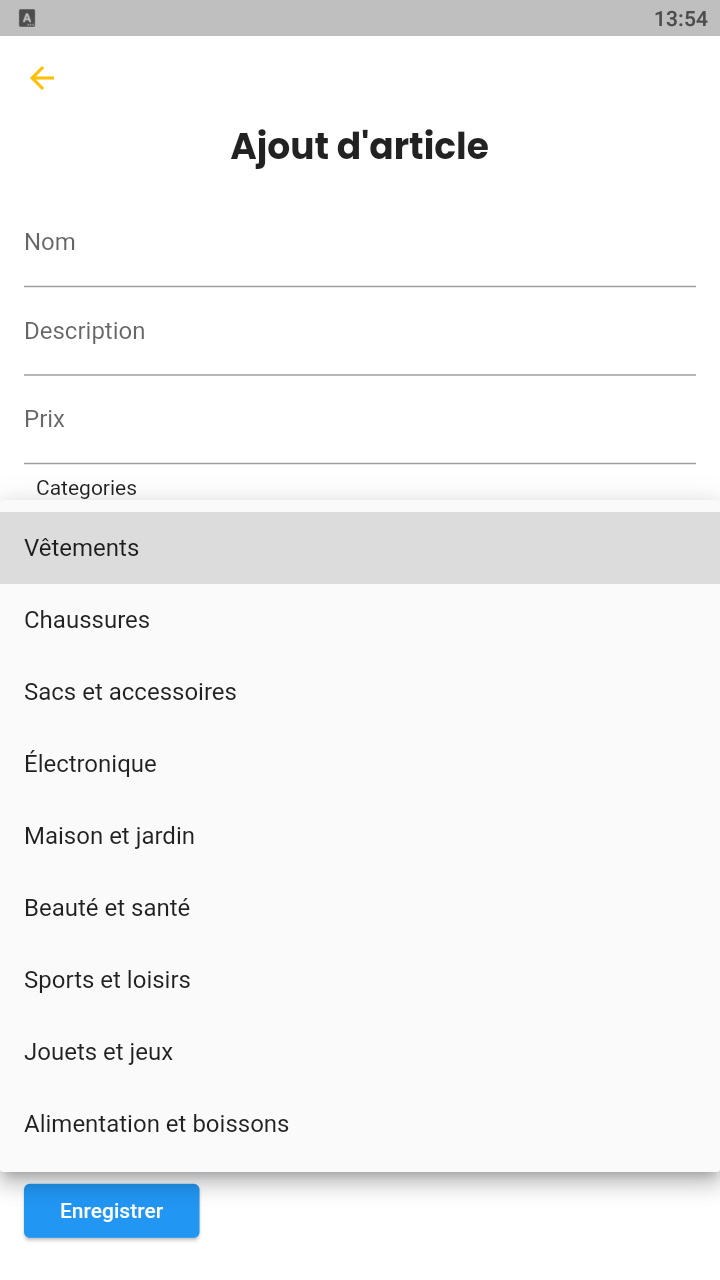 13:54
Ajout d'article
Nom
Description
Prix
Categories
Vêtements
Chaussures
Sacs et accessoires
Électronique
Maison et jardin
Beauté et santé
Sports et loisirs
Jouets et jeux
Alimentation et boissons
Enregistrer